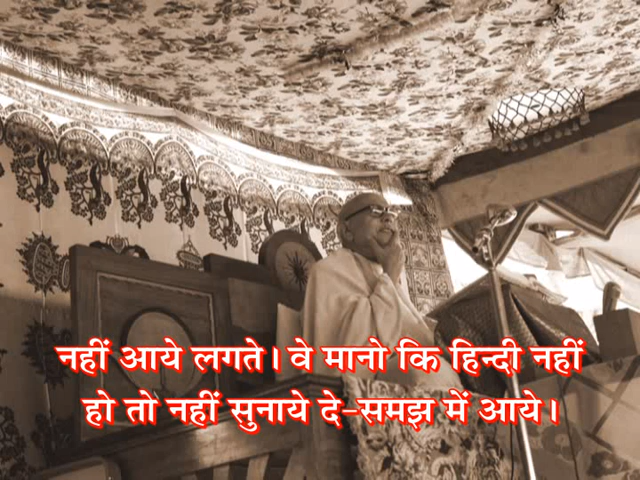 नहीं आये लगते। वे मानो कि हिन्दी नहीं
हो तो नहीं सुनाये दे-समझ में आये।